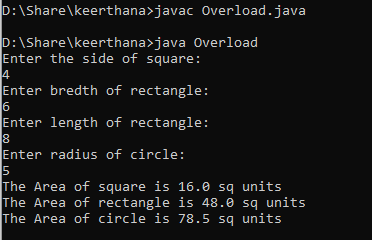 D:\Share\keerthana>javac Overload.java
D:\Share\keerthana>java Overload
Enter the side of square:
4
Enter bredth of rectangle:
6
Enter length of rectangle:
8
Enter radius of circle:
5
The Area of square is 16.0 sq units
The Area of rectangle is 48.0 sq units
The Area of circle is 78.5 sq units